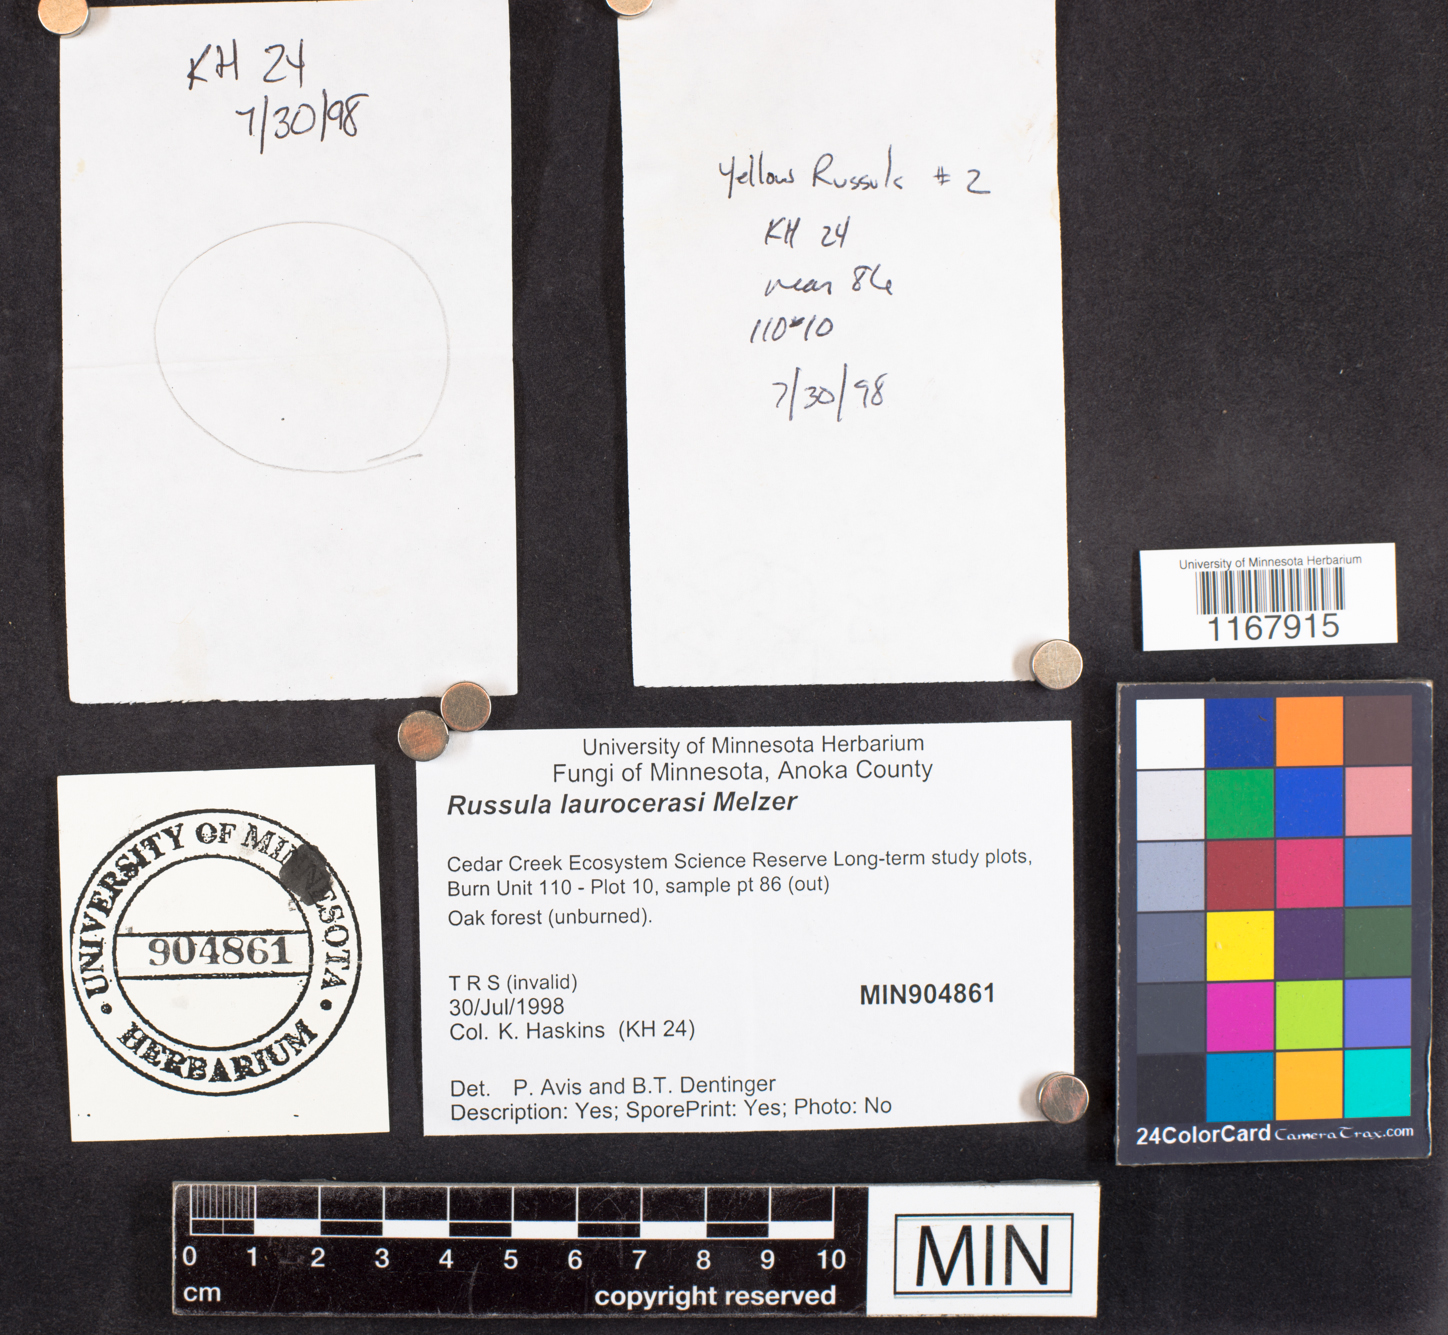 KH 24
7/30/98
Yellow Russula # 2
KH 24
near 86
110-10
7/30/98
University of Minnesota Herbarium
1167915
University of Minnesota Herbarium
Fungi of Minnesota, Anoka County
Russula laurocerasi Melzer
Cedar Creek Ecosystem Science Reserve Long-term study plots,
Burn Unit 110 - Plot 10, sample pt 86 (out)
Oak forest (unburned).
T R S (invalid)
30/Jul/1998
Col. K. Haskins (KH 24)
MIN904861
Det. P. Avis and B.T. Dentinger
Description: Yes; SporePrint: Yes; Photo: No
UNIVERSITY OF MINNESOTA
904861
HERBARIUM
24ColorCard CameraTrax.com
0 1 2 3 4 5 6 7 8 9 10
cm
copyright reserved
MIN